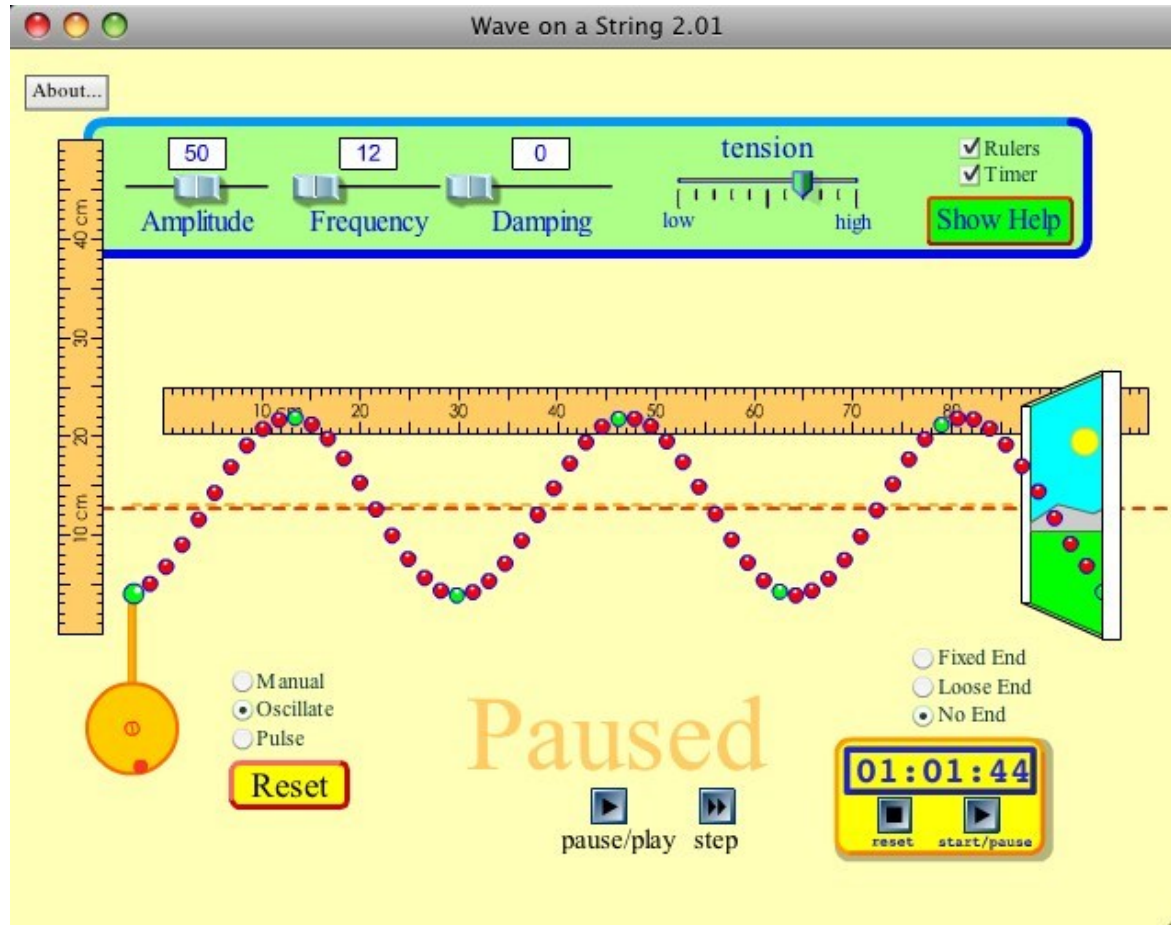 Wave on a String 2.01
About...
50 12 0 tension Rulers
Timer
Amplitude Frequency Damping low high Show Help
40 cm
30
20
10 cm
10 cm 20 30 40 50 60 70 80
Manual
Oscillate
Pulse
Reset
Paused
pause/play step
Fixed End
Loose End
No End
01:01:44
reset start/pause